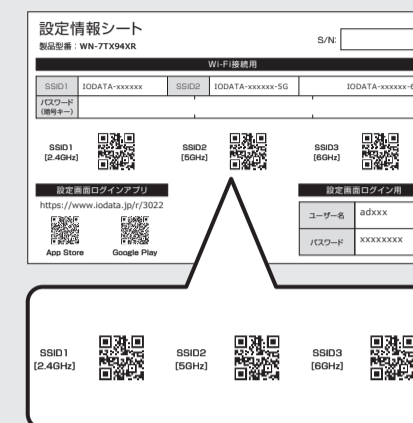 設定情報シート
製品型番：WN-7TX94XR
S/N:
Wi-Fi接続用
SSID1 IODATA-xxxxxx SSID2 IODATA-xxxxxx-5G IODATA-xxxxxx-6
パスワード
(暗号キー)
SSID1
[2.4GHz]
SSID2
[5GHz]
SSID3
[6GHz]
設定画面ログインアプリ
https://www.iodata.jp/r/3022
App Store Google Play
設定画面ログイン用
ユーザー名 adxxx
パスワード xxxxxxxx
SSID1
[2.4GHz]
SSID2
[5GHz]
SSID3
[6GHz]